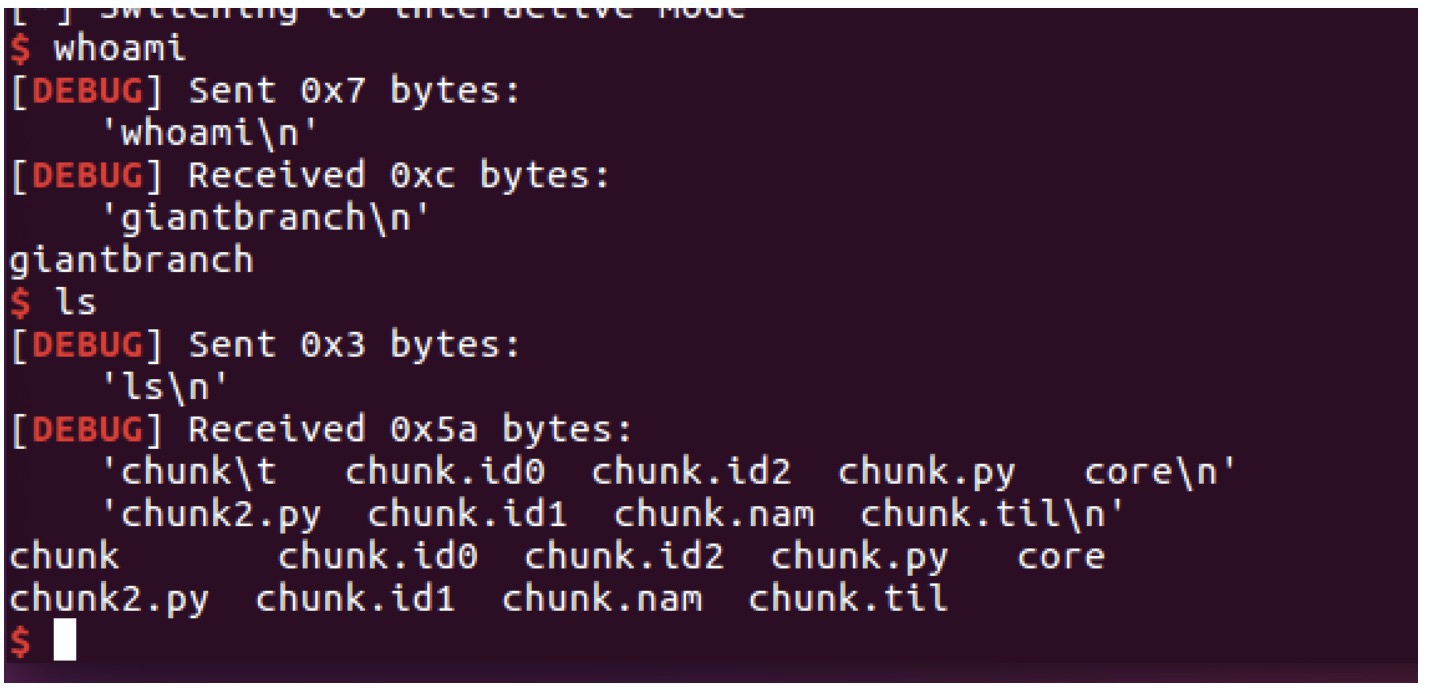 [*] Switching to interactive mode
$ whoami
[DEBUG] Sent 0x7 bytes:
    'whoami\n'
[DEBUG] Received 0xc bytes:
    'giantbranch\n'
giantbranch
$ ls
[DEBUG] Sent 0x3 bytes:
    'ls\n'
[DEBUG] Received 0x5a bytes:
    'chunk\t   chunk.id0  chunk.id2  chunk.py   core\n'
    'chunk2.py  chunk.id1  chunk.nam  chunk.til\n'
chunk       chunk.id0  chunk.id2  chunk.py   core
chunk2.py  chunk.id1  chunk.nam  chunk.til
$